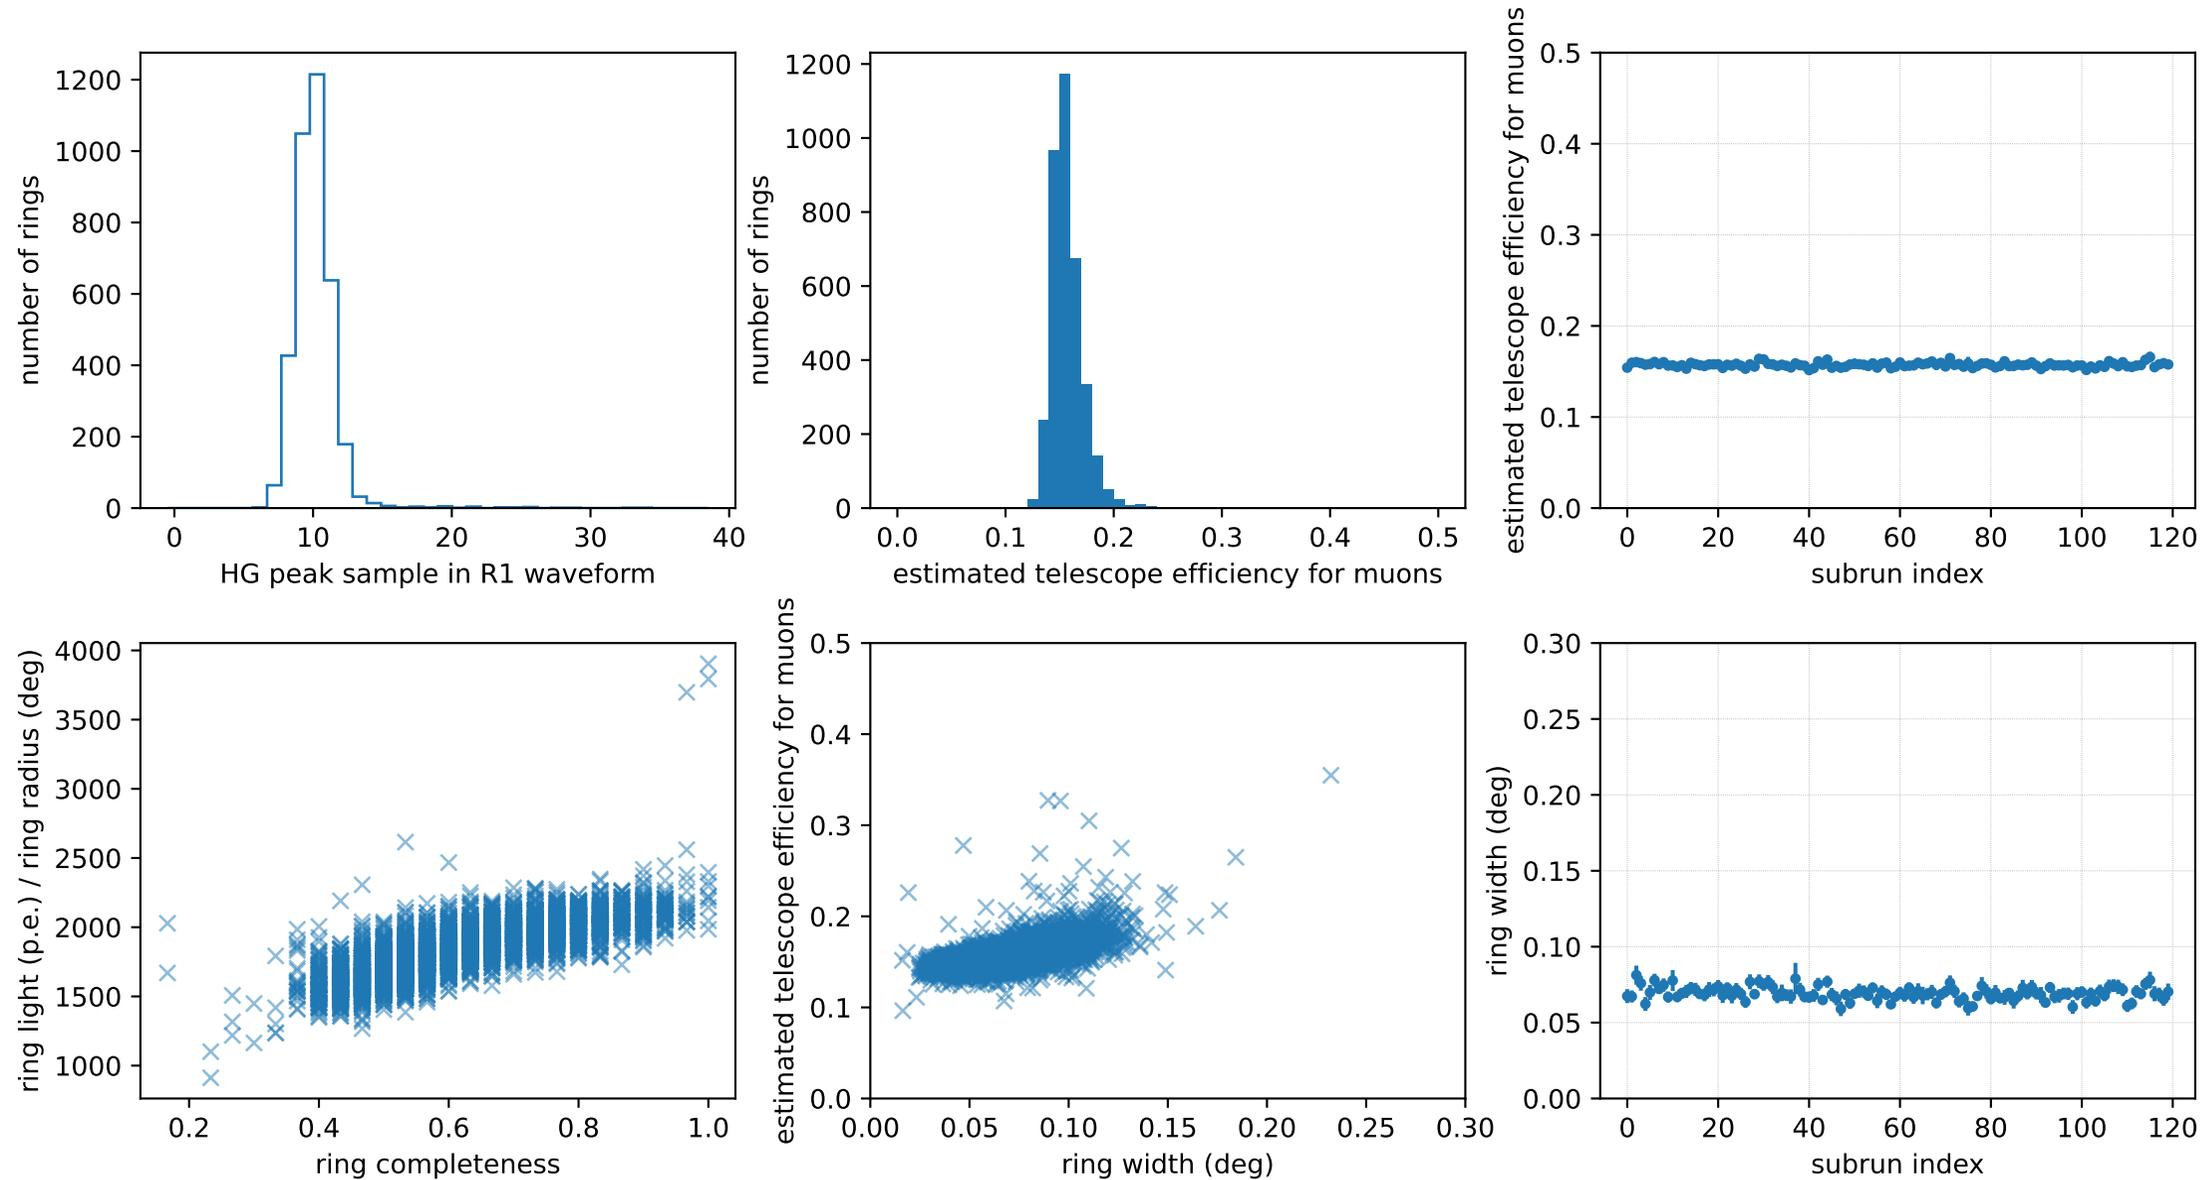 1200
1000
800
600
400
200
0
number of rings
0 10 20 30 40
HG peak sample in R1 waveform
1200
1000
800
600
400
200
0
number of rings
0.0 0.1 0.2 0.3 0.4 0.5
estimated telescope efficiency for muons
0.5
0.4
0.3
0.2
0.1
0.0
estimated telescope efficiency for muons
0 20 40 60 80 100 120
subrun index
4000
3500
3000
2500
2000
1500
1000
ring light (p.e.) / ring radius (deg)
0.2 0.4 0.6 0.8 1.0
ring completeness
0.5
0.4
0.3
0.2
0.1
0.0
estimated telescope efficiency for muons
0.00 0.05 0.10 0.15 0.20 0.25 0.30
ring width (deg)
0.30
0.25
0.20
0.15
0.10
0.05
0.00
ring width (deg)
0 20 40 60 80 100 120
subrun index